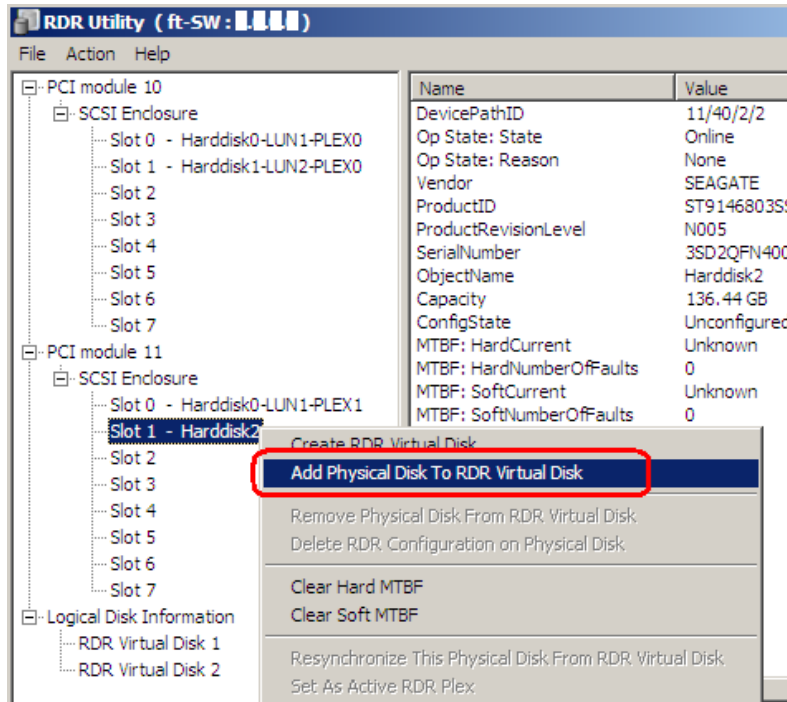 RDR Utility ( ft-SW : )
File Action Help
PCI module 10
SCSI Enclosure
Slot 0 - Harddisk0-LUN1-PLEX0
Slot 1 - Harddisk1-LUN2-PLEX0
Slot 2
Slot 3
Slot 4
Slot 5
Slot 6
Slot 7
PCI module 11
SCSI Enclosure
Slot 0 - Harddisk0-LUN1-PLEX1
Slot 1 - Harddisk2
Slot 2
Slot 3
Slot 4
Slot 5
Slot 6
Slot 7
Logical Disk Information
RDR Virtual Disk 1
RDR Virtual Disk 2
Name Value
DevicePathID 11/40/2/2
Op State: State Online
Op State: Reason None
Vendor SEAGATE
ProductID ST9146803SS
ProductRevisionLevel N005
SerialNumber 3SD2QFN400
ObjectName Harddisk2
Capacity 136.44 GB
ConfigState Unconfigured
MTBF: HardCurrent Unknown
MTBF: HardNumberOfFaults 0
MTBF: SoftCurrent Unknown
MTBF: SoftNumberOfFaults 0
Create RDR Virtual Disk
Add Physical Disk To RDR Virtual Disk
Remove Physical Disk From RDR Virtual Disk
Delete RDR Configuration on Physical Disk
Clear Hard MTBF
Clear Soft MTBF
Resynchronize This Physical Disk From RDR Virtual Disk
Set As Active RDR Plex